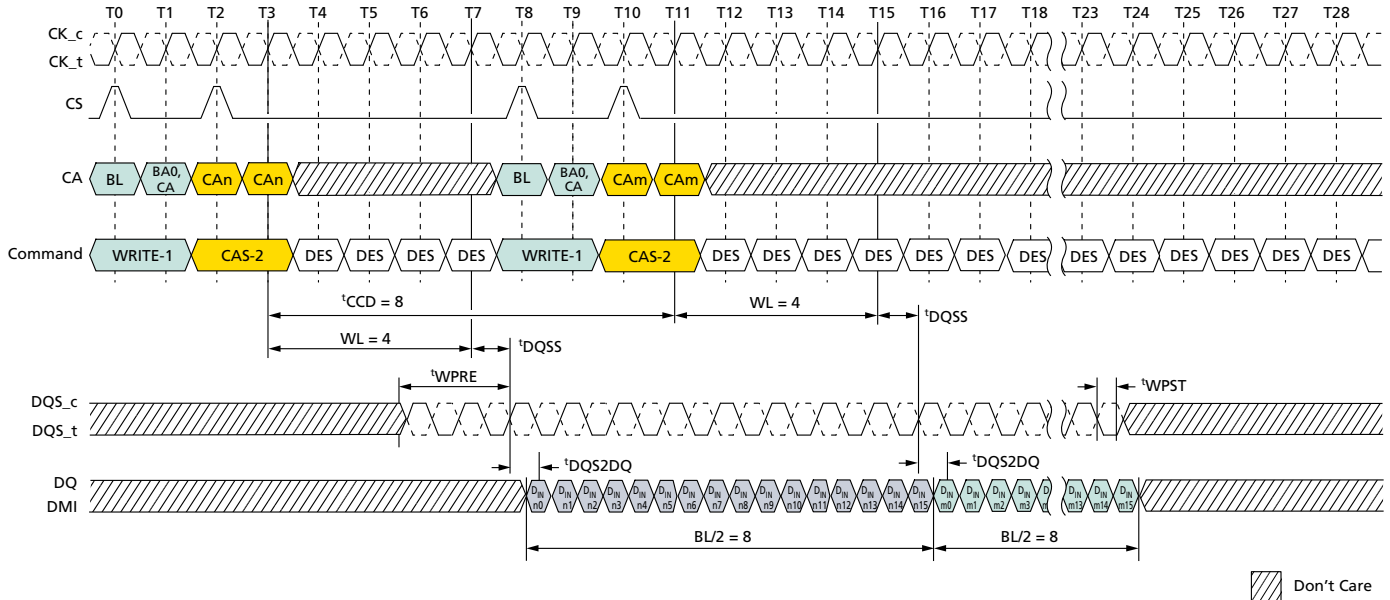 T0 T1 T2 T3 T4 T5 T6 T7 T8 T9 T10 T11 T12 T13 T14 T15 T16 T17 T18 T23 T24 T25 T26 T27 T28
CK_c
CK_t
CS
CA BL BA0, CA CAn CAn BL BA0, CA CAm CAm
Command WRITE-1 CAS-2 DES DES DES DES WRITE-1 CAS-2 DES DES DES DES DES DES DES DES DES DES DES DES DES
tCCD = 8 WL = 4 tDQSS
WL = 4 tDQSS
tWPRE tWPST
DQS_c
DQS_t
tDQS2DQ tDQS2DQ
DQ
DMI
DIN n0 DIN n1 DIN n2 DIN n3 DIN n4 DIN n5 DIN n6 DIN n7 DIN n8 DIN n9 DIN n10 DIN n11 DIN n12 DIN n13 DIN n14 DIN n15 DIN m0 DIN m1 DIN m2 DIN m3 DIN m13 DIN m14 DIN m15
BL/2 = 8 BL/2 = 8
Don't Care